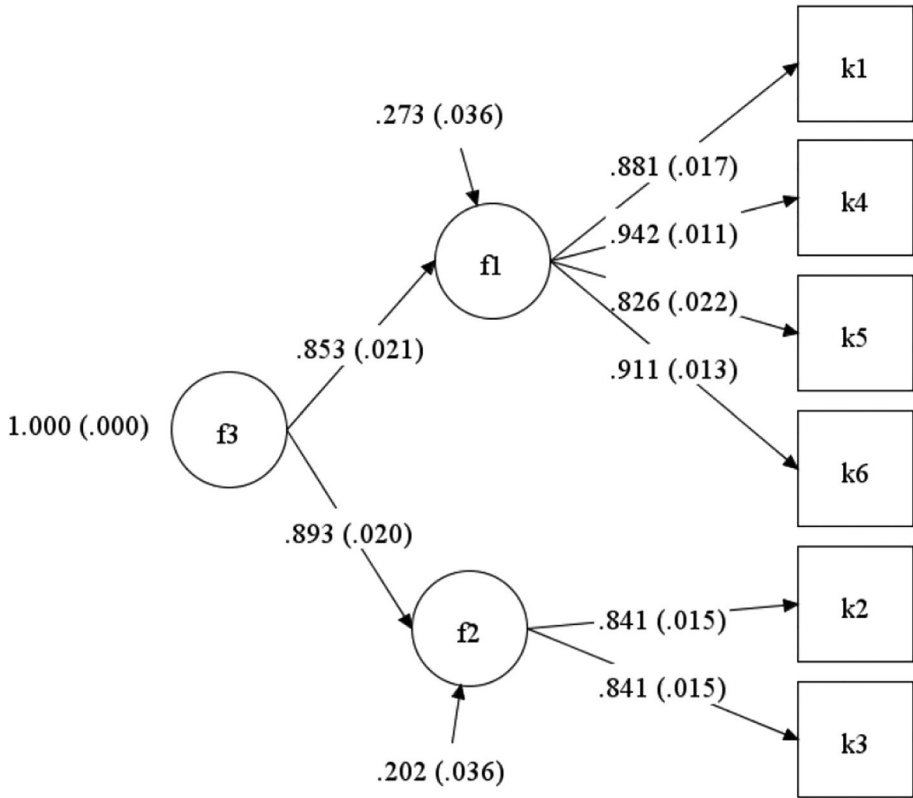 k1
.273 (.036)
.881 (.017)
k4
.942 (.011)
f1
.826 (.022)
k5
.853 (.021)
.911 (.013)
1.000 (.000)
f3
k6
.893 (.020)
k2
.841 (.015)
f2
.841 (.015)
k3
.202 (.036)